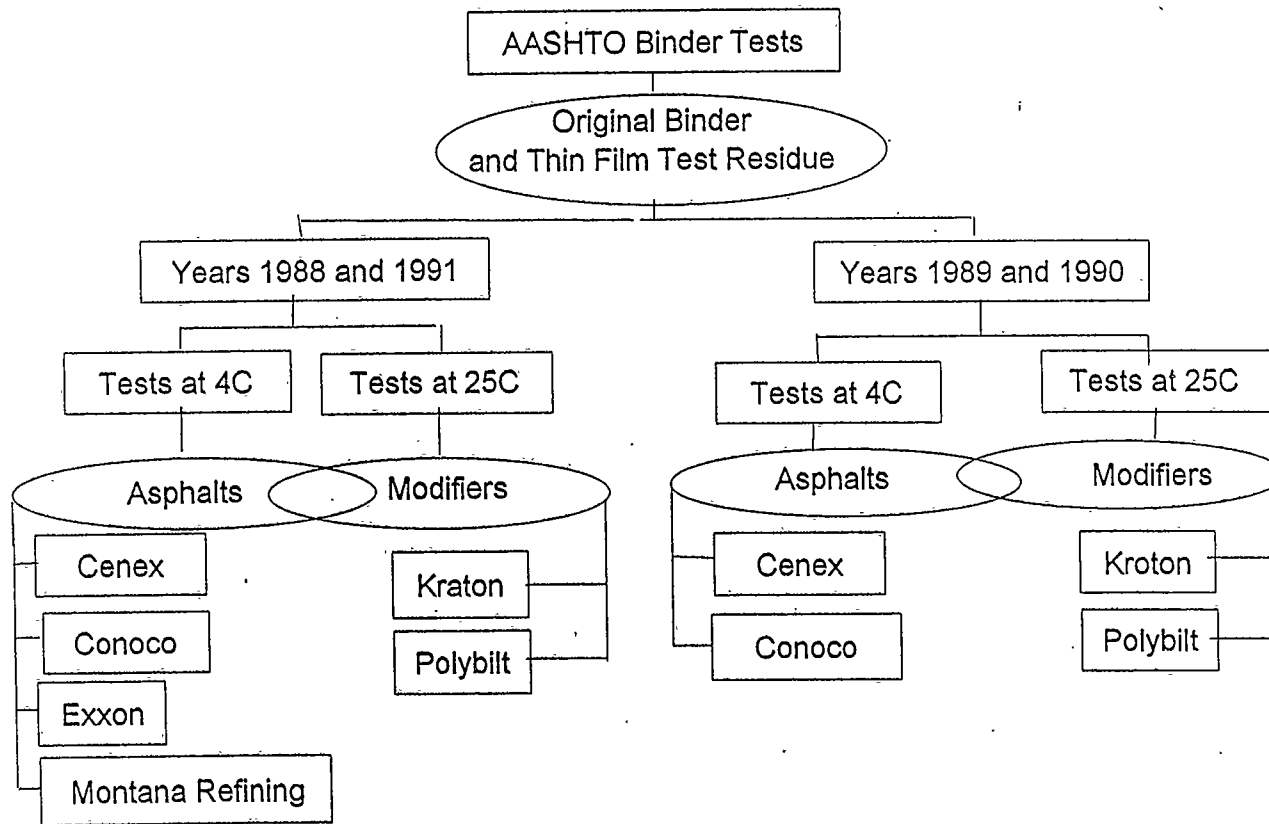 AASHTO Binder Tests
Original Binder
and Thin Film Test Residue
Years 1988 and 1991
Years 1989 and 1990
Tests at 4C
Tests at 25C
Tests at 4C
Tests at 25C
Asphalts
Modifiers
Asphalts
Modifiers
Cenex
Conoco
Exxon
Montana Refining
Kraton
Polybilt
Cenex
Conoco
Kroton
Polybilt